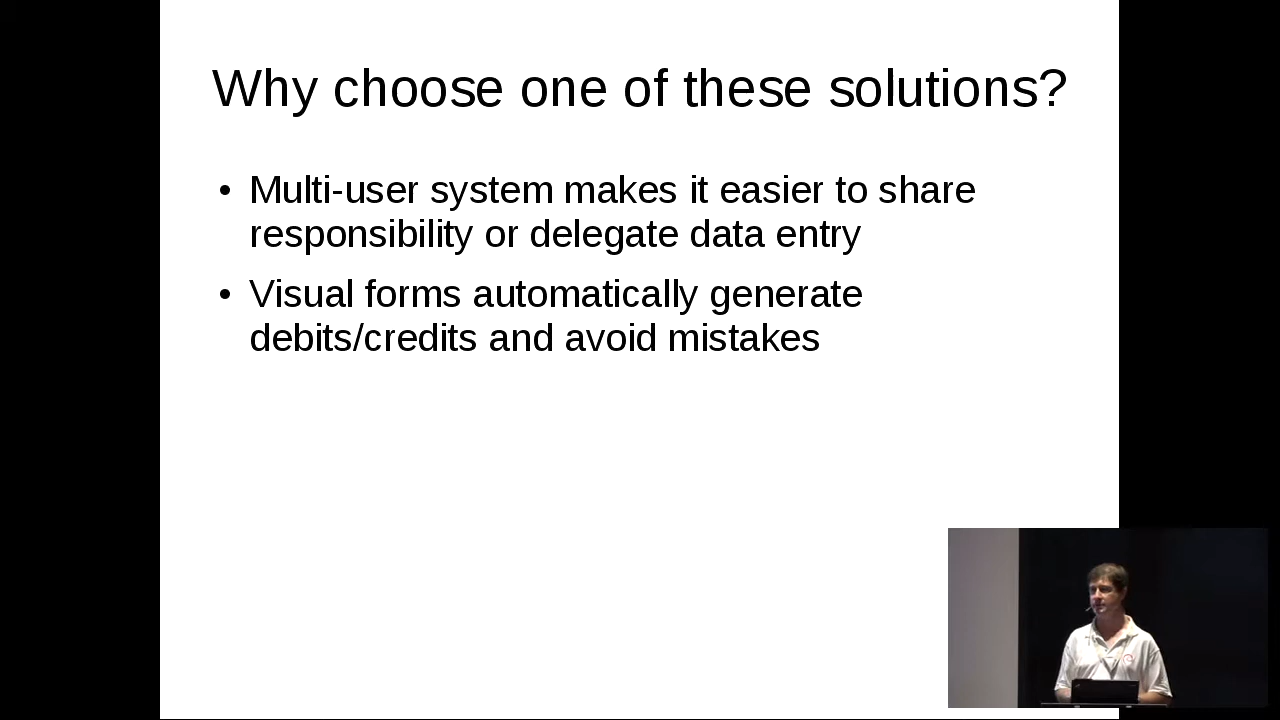 Why choose one of these solutions?
• Multi-user system makes it easier to share
responsibility or delegate data entry
• Visual forms automatically generate
debits/credits and avoid mistakes